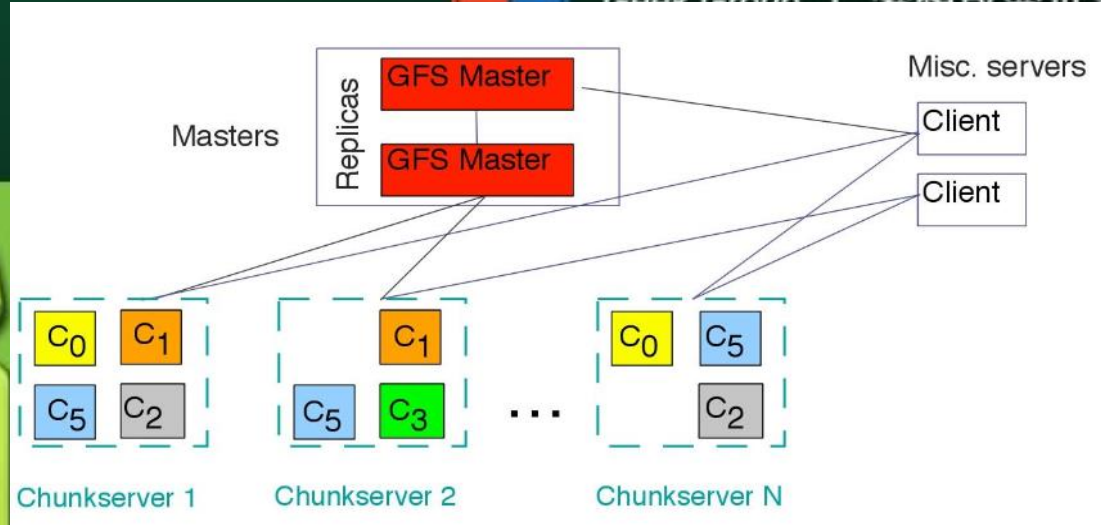 GFS Master
Misc. servers
Replicas
Masters
Client
GFS Master
Client
C0 C1 C1 C0 C5
C5 C2 C5 C3 ... C2
Chunkserver 1 Chunkserver 2 Chunkserver N